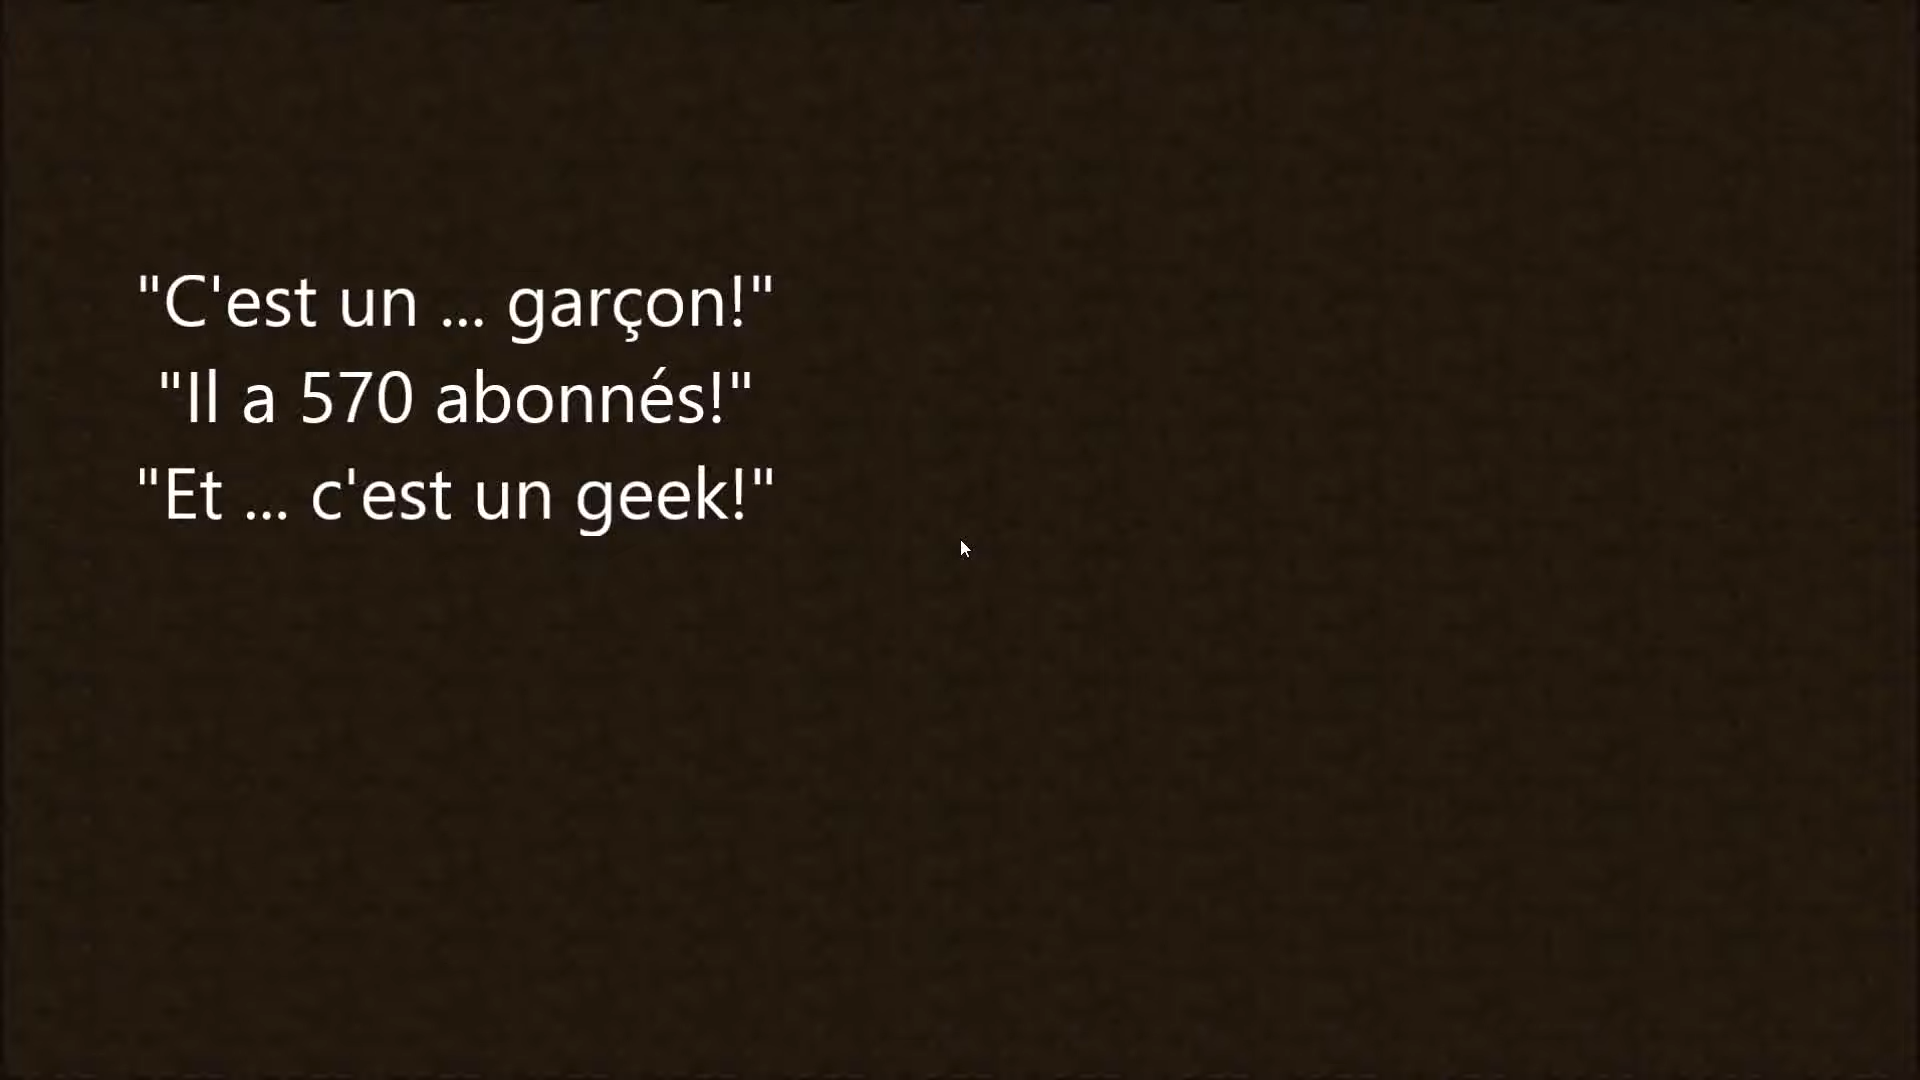 "C'est un ... garçon!"
"Il a 570 abonnés!"
"Et ... c'est un geek!"